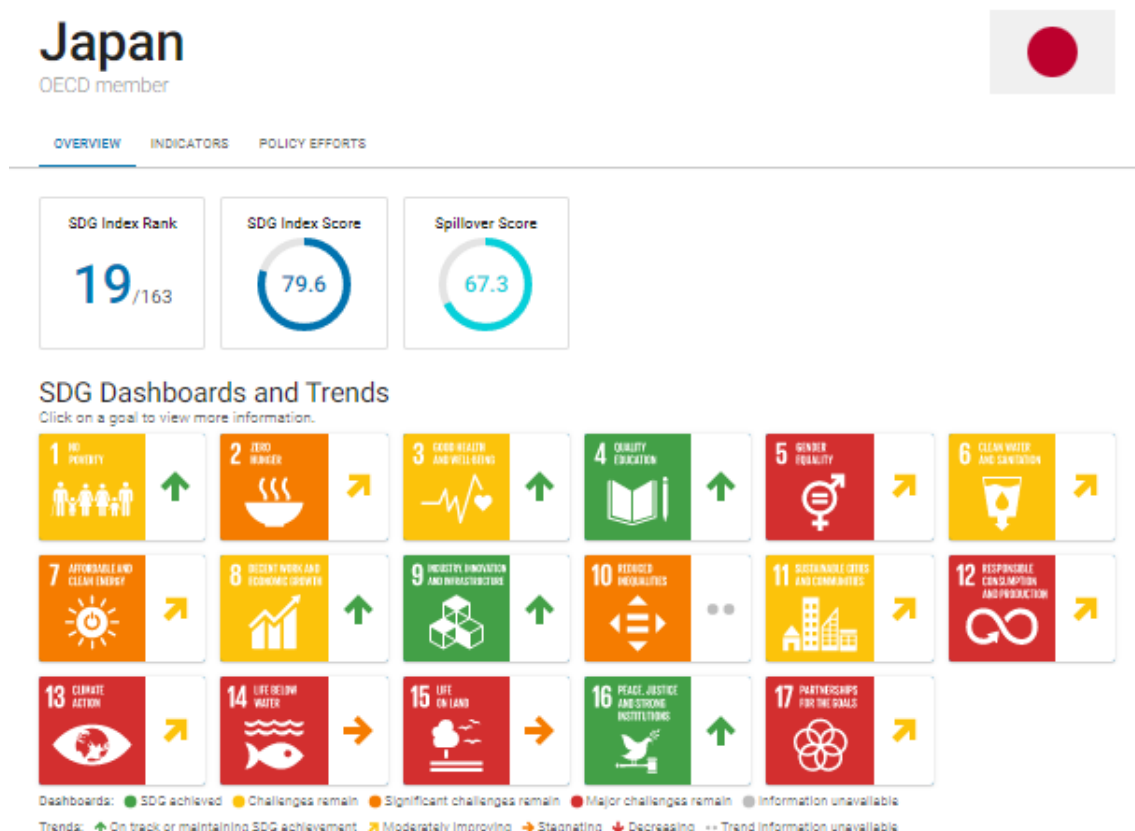 Japan
OECD member
OVERVIEW INDICATORS POLICY EFFORTS
SDG Index Rank
19/163
SDG Index Score
79.6
Spillover Score
67.3
SDG Dashboards and Trends
Click on a goal to view more information.
1 NO
POVERTY
2 ZERO
HUNGER
3 GOOD HEALTH
AND WELL-BEING
4 QUALITY
EDUCATION
5 GENDER
EQUALITY
6 CLEAN WATER
AND SANITATION
7 AFFORDABLE AND
CLEAN ENERGY
8 DECENT WORK AND
ECONOMIC GROWTH
9 INDUSTRY, INNOVATION
AND INFRASTRUCTURE
10 REDUCED
INEQUALITIES
11 SUSTAINABLE CITIES
AND COMMUNITIES
12 RESPONSIBLE
CONSUMPTION
AND PRODUCTION
13 CLIMATE
ACTION
14 LIFE BELOW
WATER
15 LIFE
ON LAND
16 PEACE, JUSTICE
AND STRONG
INSTITUTIONS
17 PARTNERSHIPS
FOR THE GOALS
Dashboards: SDG achieved Challenges remain Significant challenges remain Major challenges remain Information unavailable
Trends: On track or maintaining SDG achievement Moderately improving Stagnating Decreasing Trend information unavailable